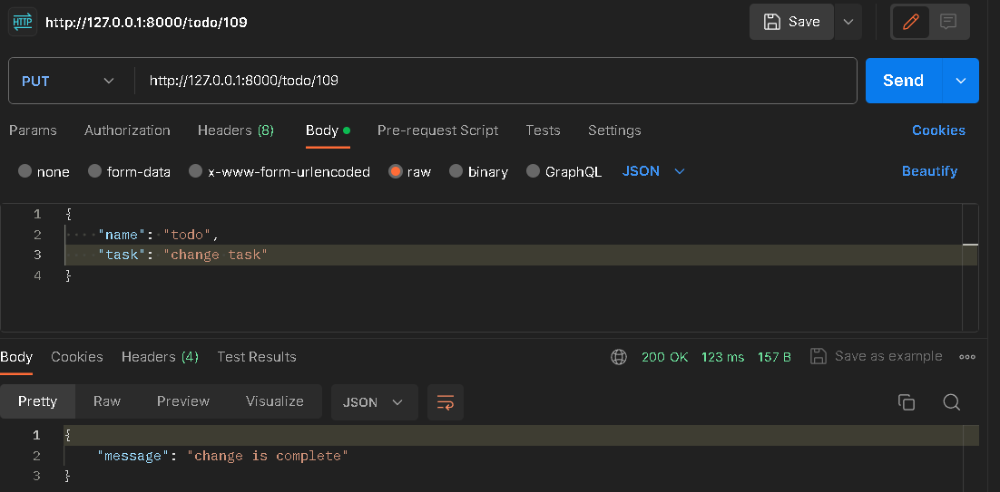 HTTP http://127.0.0.1:8000/todo/109 Save
PUT http://127.0.0.1:8000/todo/109 Send
Params Authorization Headers (8) Body Pre-request Script Tests Settings Cookies
none form-data x-www-form-urlencoded raw binary GraphQL JSON Beautify
1 {
2 "name": "todo",
3 "task": "change task"
4 }
Body Cookies Headers (4) Test Results 200 OK 123 ms 157 B Save as example
Pretty Raw Preview Visualize JSON
1 {
2 "message": "change is complete"
3 }